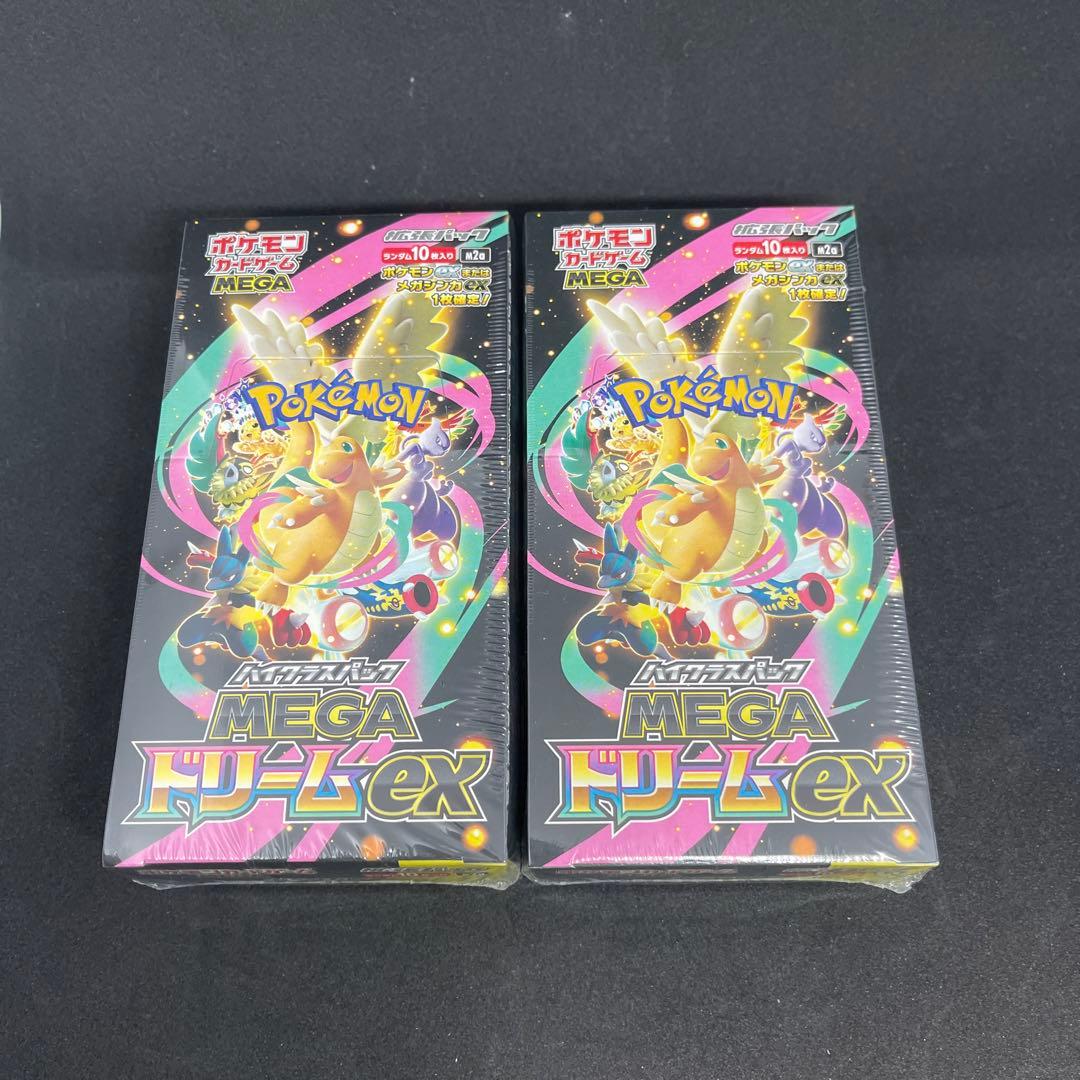 ポケモン
カードゲーム
MEGA
拡張パック
ランダム10枚入り M2a
ポケモンexまたは
メガシンカex
1枚確定!
POKéMON
ハイクラスパック
MEGA
ドリームex
ポケモン
カードゲーム
MEGA
拡張パック
ランダム10枚入り M2a
ポケモンexまたは
メガシンカex
1枚確定!
POKéMON
ハイクラスパック
MEGA
ドリームex